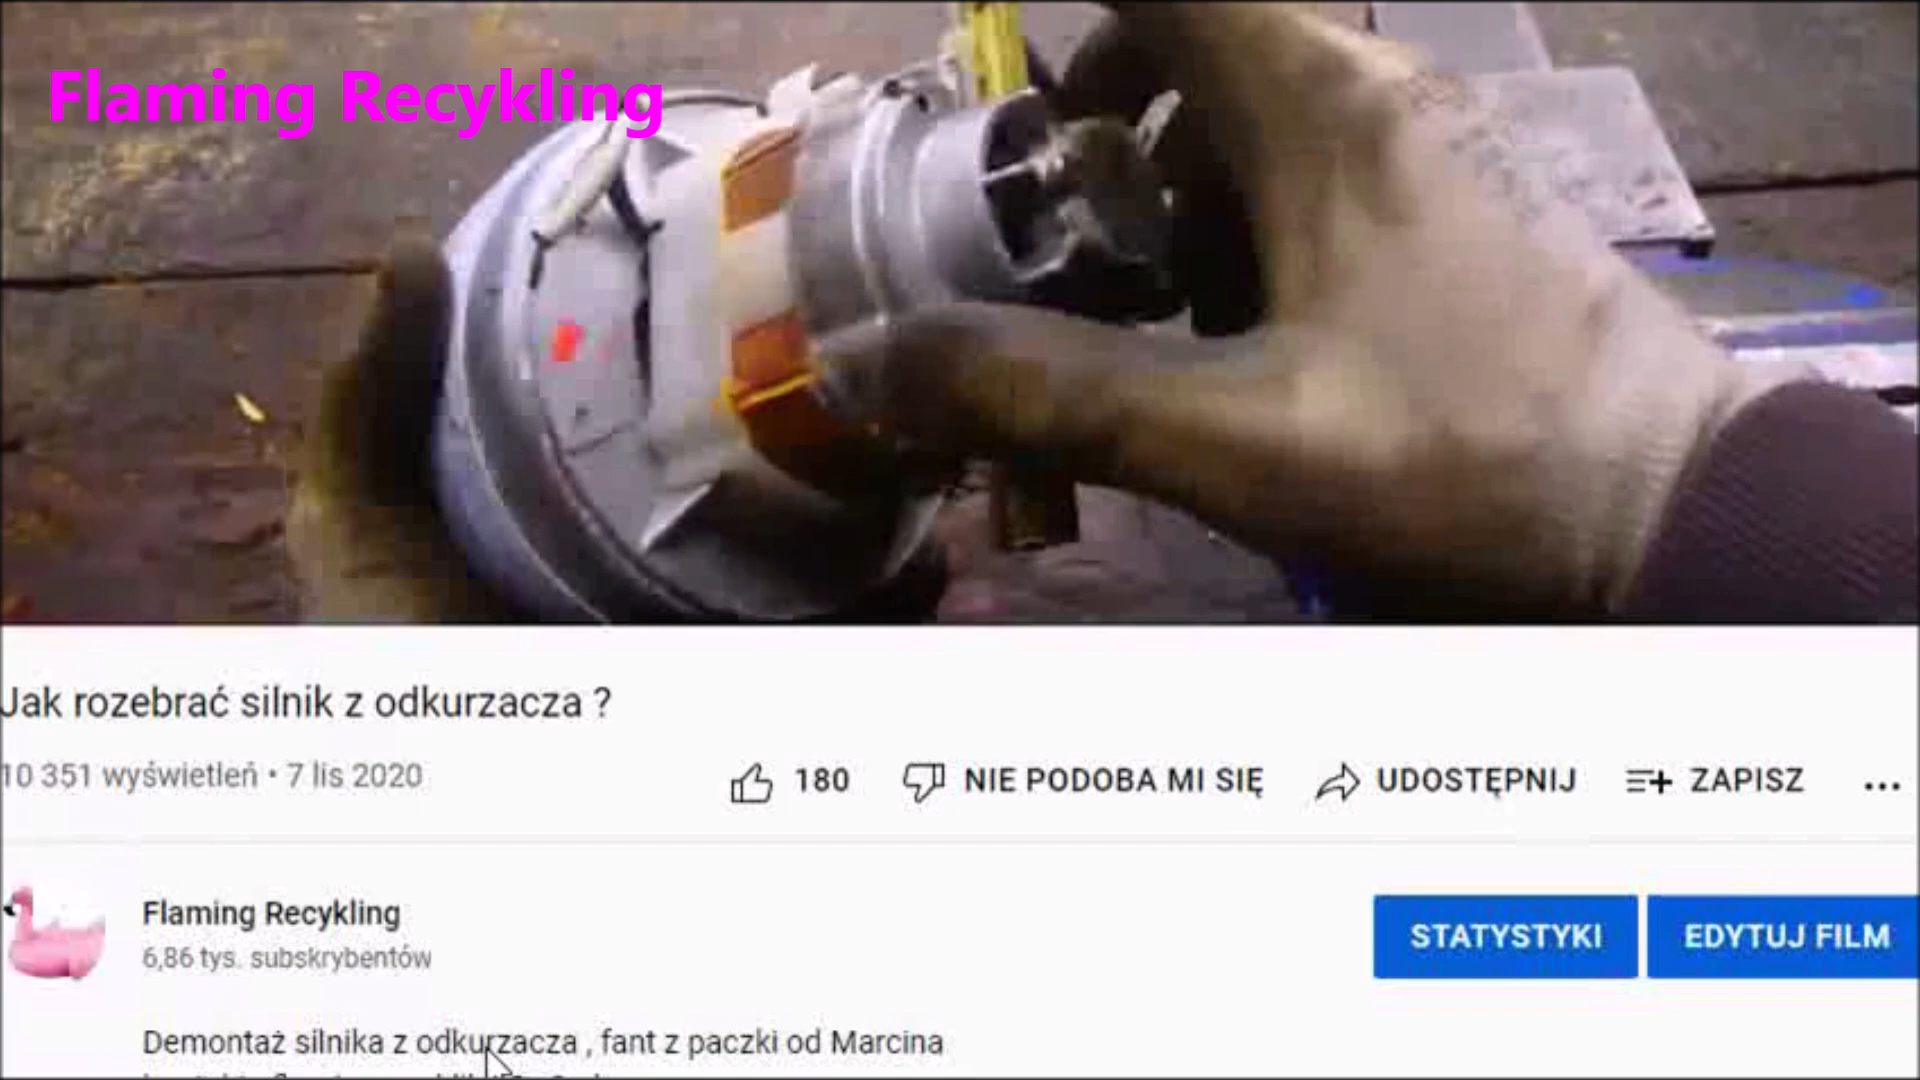 Flaming Recykling
Jak rozebrać silnik z odkurzacza ?
10 351 wyświetleń • 7 lis 2020
180
NIE PODOBA MI SIĘ
UDOSTĘPNIJ
ZAPISZ
Flaming Recykling
6,86 tys. subskrybentów
STATYSTYKI
EDYTUJ FILM
Demontaż silnika z odkurzacza , fant z paczki od Marcina